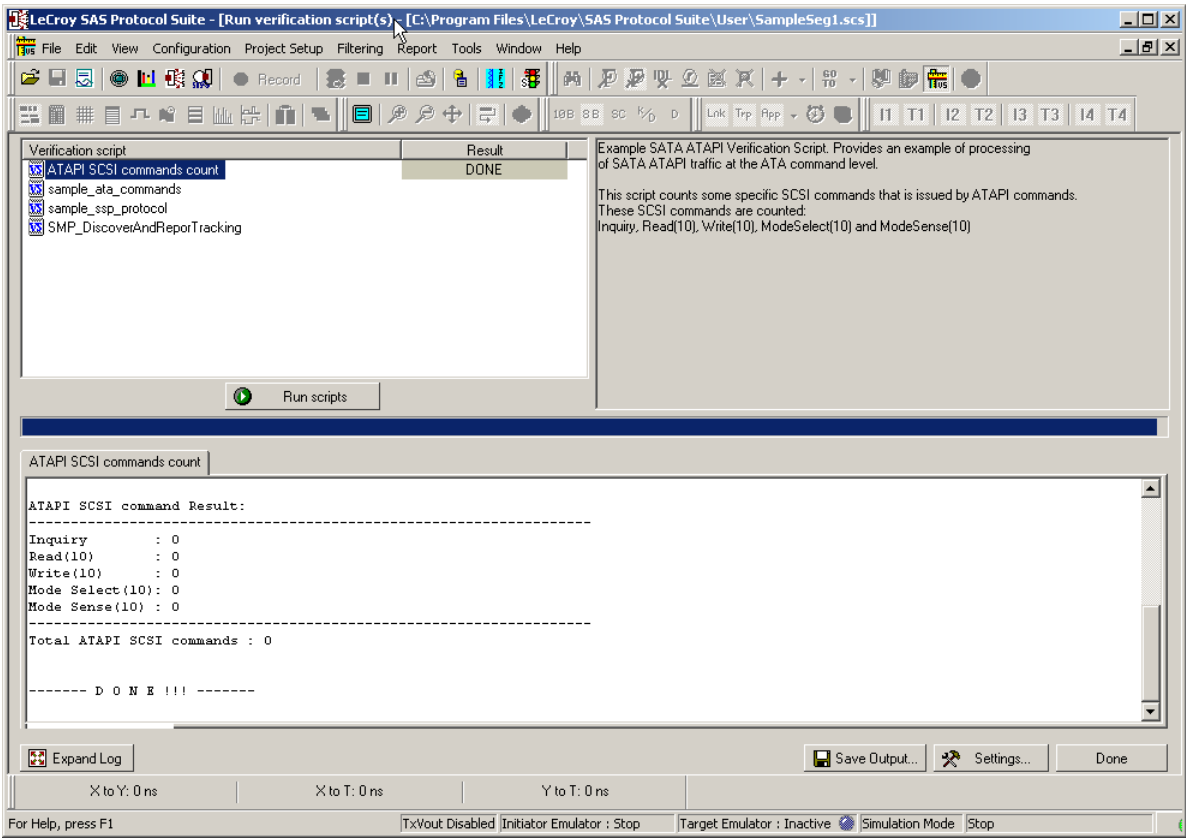 LeCroy SAS Protocol Suite - [Run verification script(s) - [C:\Program Files\LeCroy\SAS Protocol Suite\User\SampleSeg1.scs]]
File Edit View Configuration Project Setup Filtering Report Tools Window Help
Record GO TO
10B 8B SC K/D D Lnk Trp App I1 T1 I2 T2 I3 T3 I4 T4
Verification script Result
ATAPI SCSI commands count DONE
sample_ata_commands
sample_ssp_protocol
SMP_DiscoverAndReporTracking
Example SATA ATAPI Verification Script. Provides an example of processing
of SATA ATAPI traffic at the ATA command level.
This script counts some specific SCSI commands that is issued by ATAPI commands.
These SCSI commands are counted:
Inquiry, Read(10), Write(10), ModeSelect(10) and ModeSense(10)
Run scripts
ATAPI SCSI commands count
ATAPI SCSI command Result:
----------------------------------------------------------------------
Inquiry : 0
Read(10) : 0
Write(10) : 0
Mode Select(10): 0
Mode Sense(10) : 0
----------------------------------------------------------------------
Total ATAPI SCSI commands : 0
------- D O N E !!! -------
Expand Log Save Output... Settings... Done
X to Y: 0 ns X to T: 0 ns Y to T: 0 ns
For Help, press F1 TxVout Disabled Initiator Emulator : Stop Target Emulator : Inactive Simulation Mode Stop